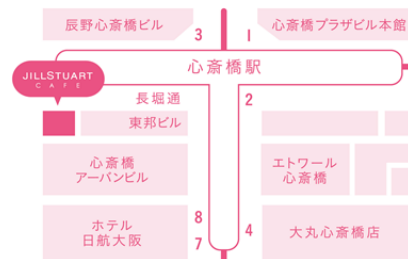 辰野心斎橋ビル
3
1
心斎橋プラザビル本館
JILLSTUART
CAFE
心斎橋駅
長堀通
2
東邦ビル
心斎橋
アーバンビル
エトワール
心斎橋
ホテル
日航大阪
8
7
4
大丸心斎橋店